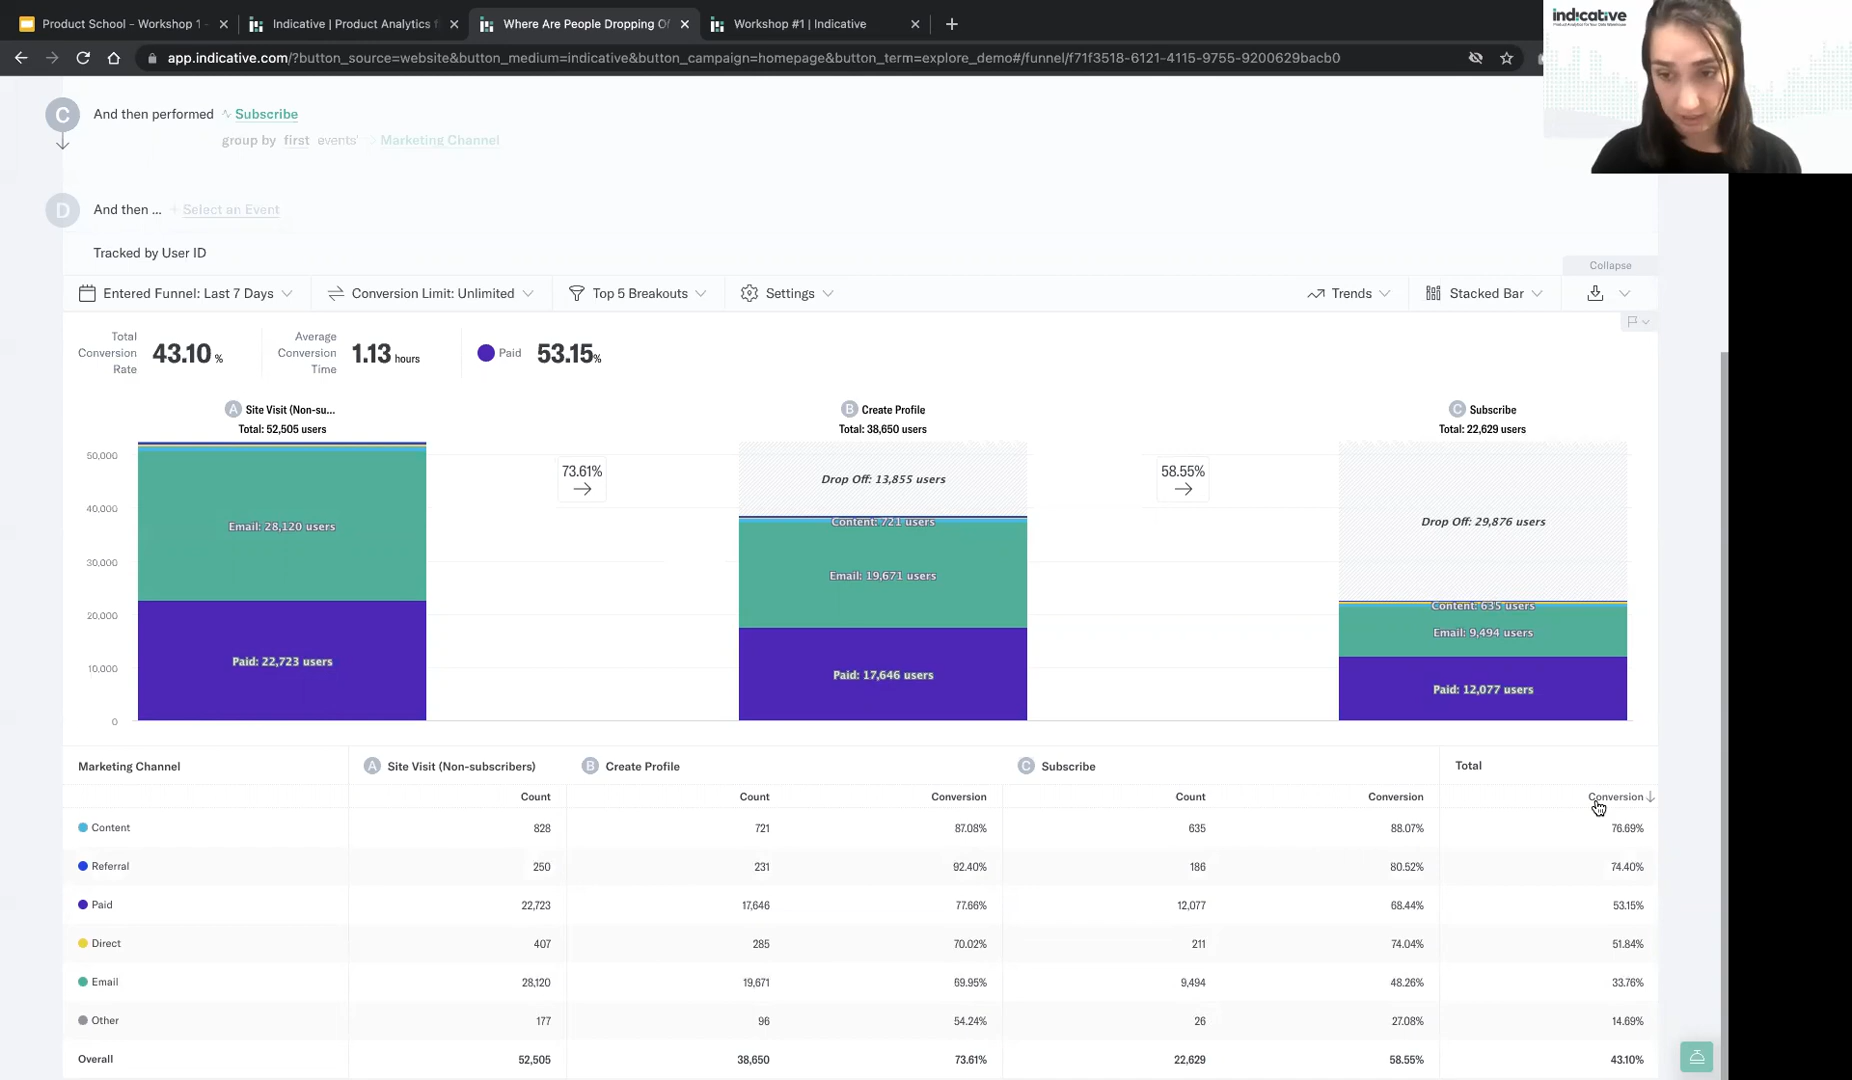 Product School - Workshop 1 -
Indicative | Product Analytics f
Where Are People Dropping Of
Workshop #1 | Indicative
app.indicative.com/?button_source=website&button_medium=indicative&button_campaign=homepage&button_term=explore_demo#/funnel/f71f3518-6121-4115-9755-9200629bacb0
indicative
C And then performed Subscribe
group by first events' Marketing Channel
D And then ... + Select an Event
Tracked by User ID
Collapse
Entered Funnel: Last 7 Days
Conversion Limit: Unlimited
Top 5 Breakouts
Settings
Trends
Stacked Bar
Total Conversion Rate 43.10 %
Average Conversion Time 1.13 hours
Paid 53.15%
A Site Visit (Non-su...
Total: 52,505 users
B Create Profile
Total: 38,650 users
C Subscribe
Total: 22,629 users
50,000
40,000
30,000
20,000
10,000
0
Email: 28,120 users
Paid: 22,723 users
73.61%
Drop Off: 13,855 users
Content: 721 users
Email: 19,671 users
Paid: 17,646 users
58.55%
Drop Off: 29,876 users
Content: 635 users
Email: 9,494 users
Paid: 12,077 users
Marketing Channel A Site Visit (Non-subscribers) B Create Profile C Subscribe Total
Count Count Conversion Count Conversion Conversion
Content 828 721 87.08% 635 88.07% 76.69%
Referral 250 231 92.40% 186 80.52% 74.40%
Paid 22,723 17,646 77.66% 12,077 68.44% 53.15%
Direct 407 285 70.02% 211 74.04% 51.84%
Email 28,120 19,671 69.95% 9,494 48.26% 33.76%
Other 177 96 54.24% 26 27.08% 14.69%
Overall 52,505 38,650 73.61% 22,629 58.55% 43.10%